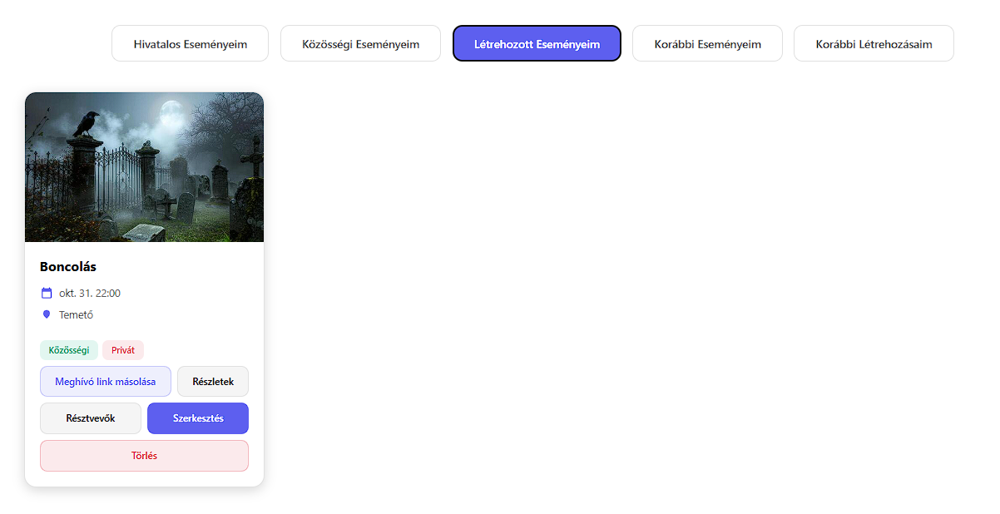 Hivatalos Eseményeim
Közösségi Eseményeim
Létrehozott Eseményeim
Korábbi Eseményeim
Korábbi Létrehozásaim
Boncolás
okt. 31. 22:00
Temető
Közösségi
Privát
Meghívó link másolása
Részletek
Résztvevők
Szerkesztés
Törlés